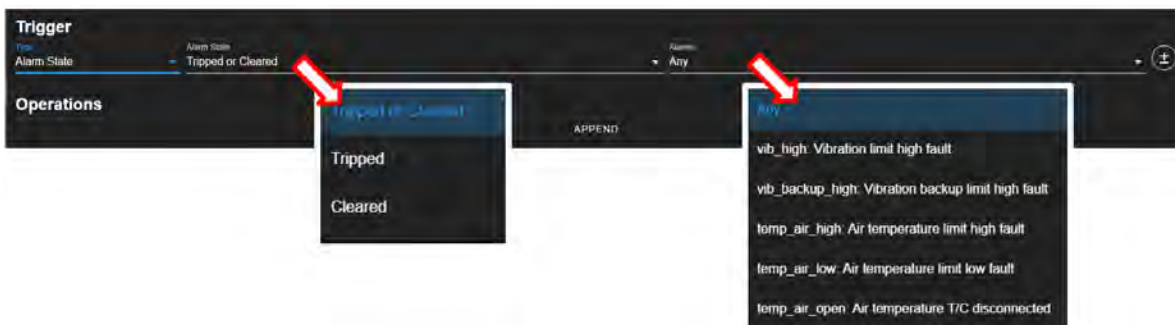 Trigger
Type
Alarm State
Alarm State
Tripped or Cleared
Alarms
Any
±
Operations
APPEND
Tripped or Cleared
Tripped
Cleared
Any
vib_high: Vibration limit high fault
vib_backup_high: Vibration backup limit high fault
temp_air_high: Air temperature limit high fault
temp_air_low: Air temperature limit low fault
temp_air_open: Air temperature T/C disconnected